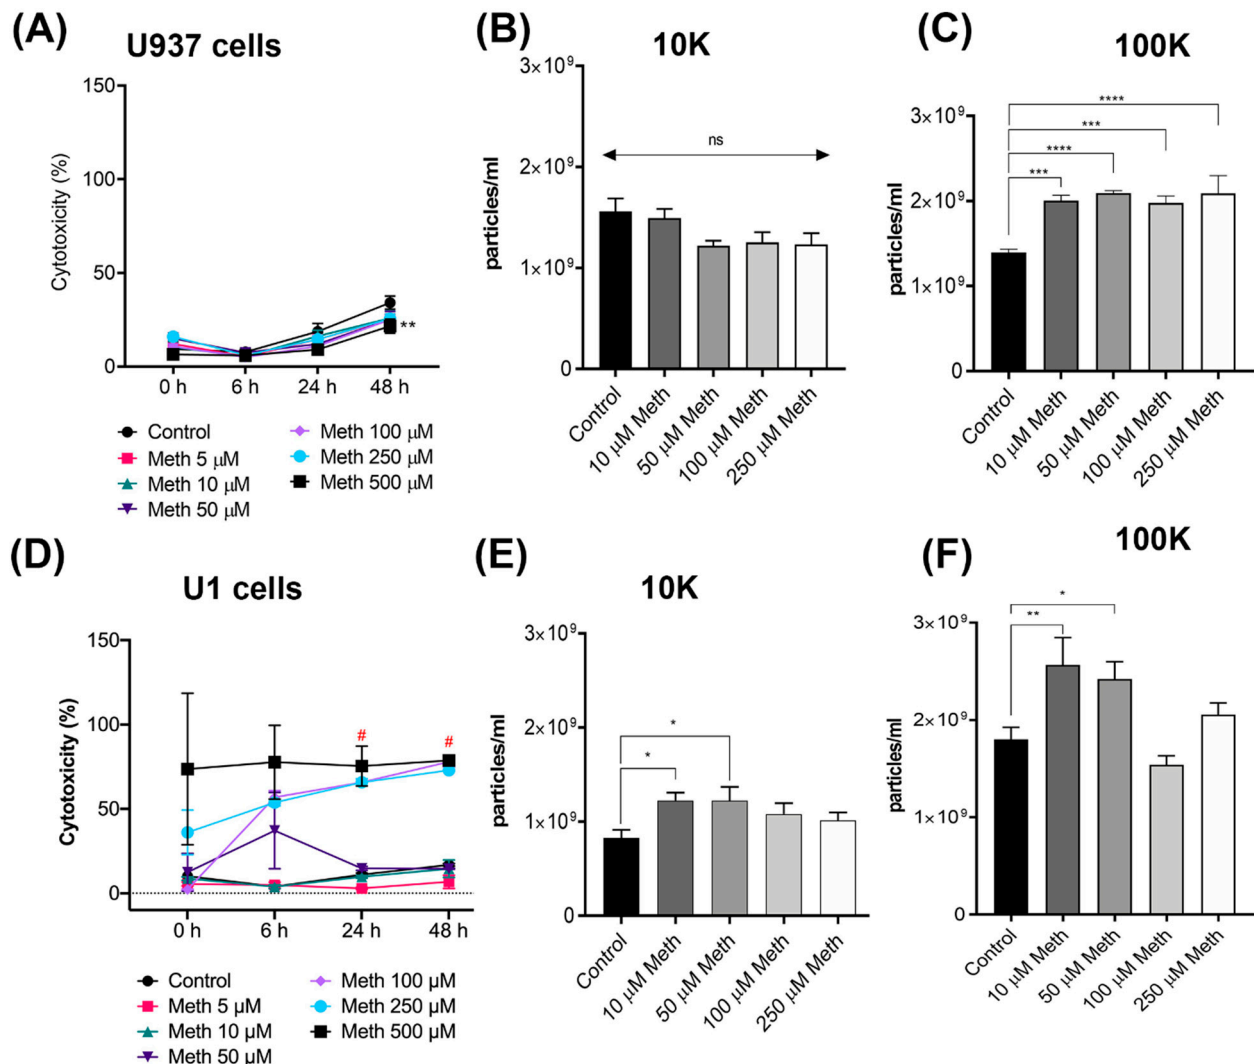 (A)
U937 cells
150
100
50
0
Cytotoxicity (%)
**
0 h 6 h 24 h 48 h
Control
Meth 5 μM
Meth 10 μM
Meth 50 μM
Meth 100 μM
Meth 250 μM
Meth 500 μM
(B)
10K
3×10⁹
2×10⁹
1×10⁹
0
particles/ml
ns
Control
10 μM Meth
50 μM Meth
100 μM Meth
250 μM Meth
(C)
100K
3×10⁹
2×10⁹
1×10⁹
0
particles/ml
****
***
****
***
Control
10 μM Meth
50 μM Meth
100 μM Meth
250 μM Meth
(D)
U1 cells
150
100
50
0
Cytotoxicity (%)
# #
0 h 6 h 24 h 48 h
Control
Meth 5 μM
Meth 10 μM
Meth 50 μM
Meth 100 μM
Meth 250 μM
Meth 500 μM
(E)
10K
3×10⁹
2×10⁹
1×10⁹
0
particles/ml
*
*
Control
10 μM Meth
50 μM Meth
100 μM Meth
250 μM Meth
(F)
100K
3×10⁹
2×10⁹
1×10⁹
0
particles/ml
*
**
Control
10 μM Meth
50 μM Meth
100 μM Meth
250 μM Meth